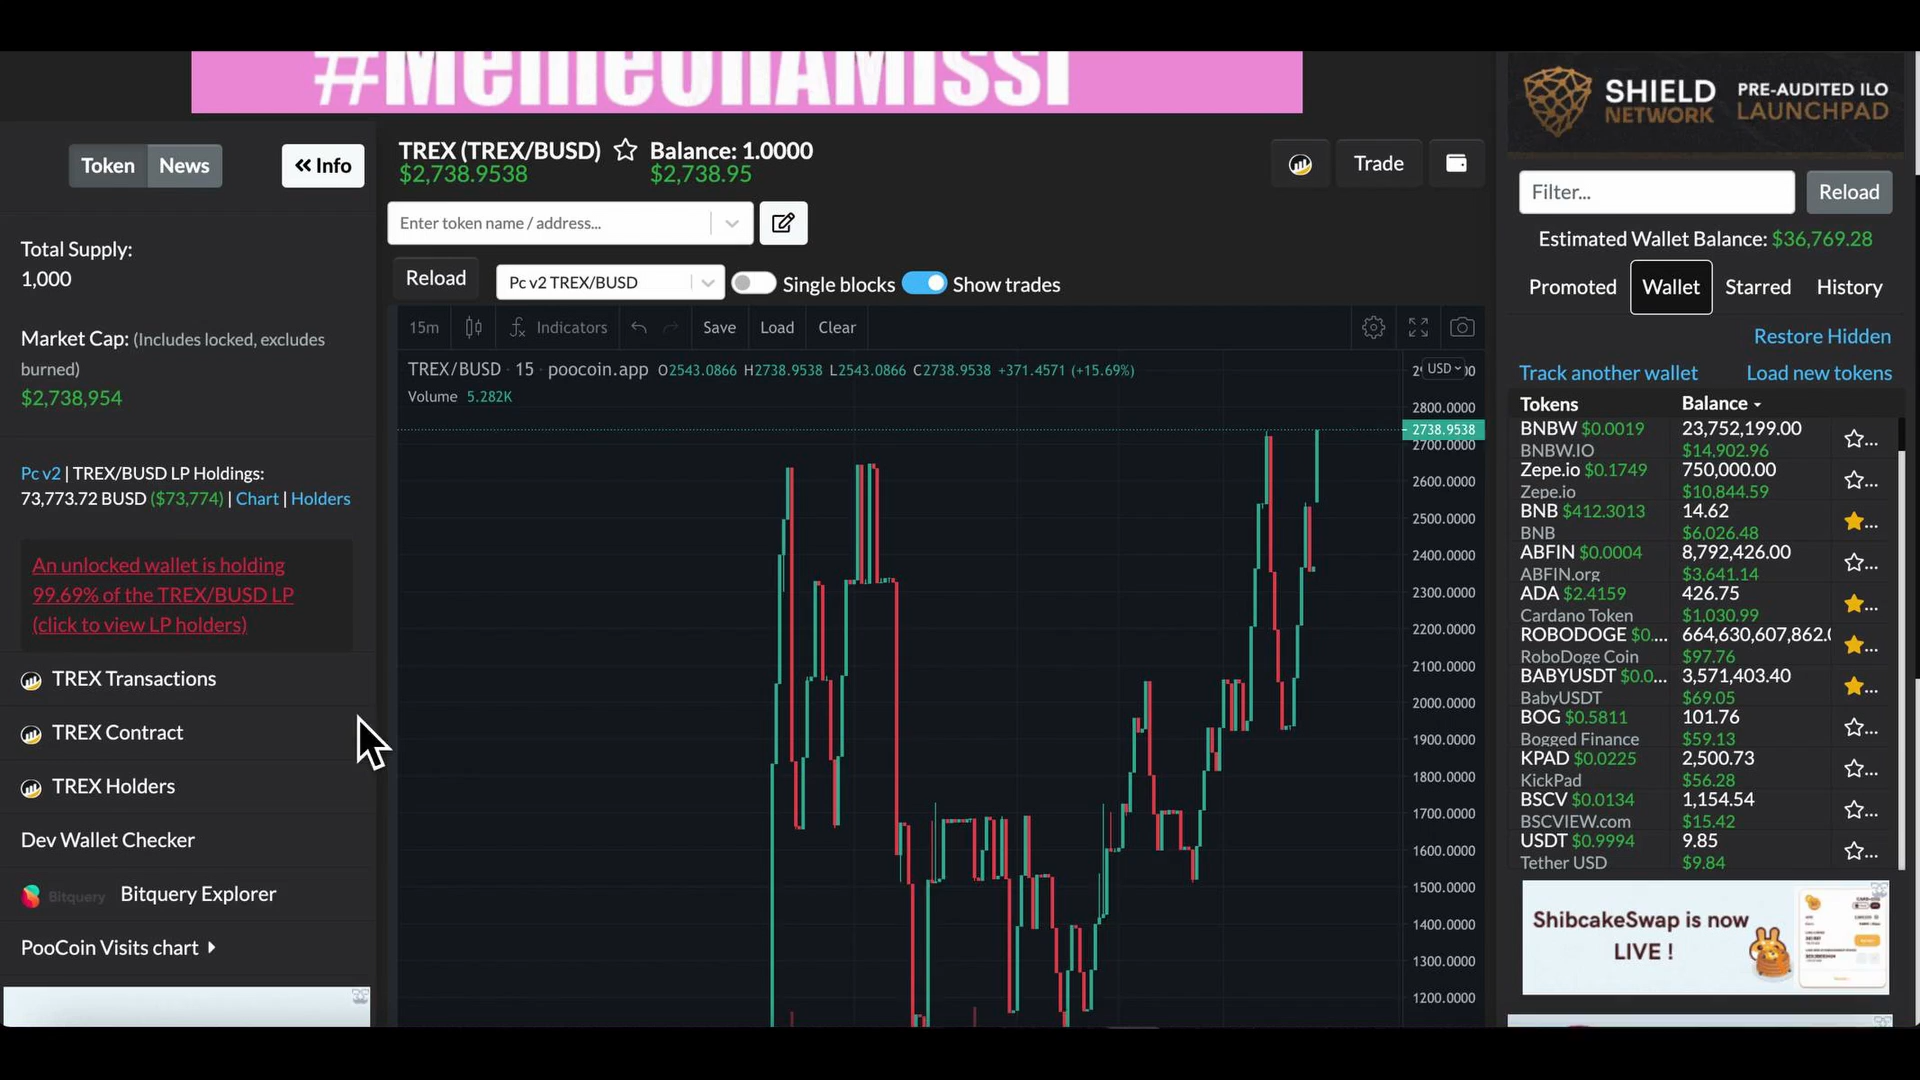 #MemeOnAMissi
SHIELD NETWORK
PRE-AUDITED ILO LAUNCHPAD
Token News « Info
Total Supply:
1,000
Market Cap: (Includes locked, excludes
burned)
$2,738,954
Pc v2 | TREX/BUSD LP Holdings:
73,773.72 BUSD ($73,774) | Chart | Holders
An unlocked wallet is holding
99.69% of the TREX/BUSD LP
(click to view LP holders)
TREX Transactions
TREX Contract
TREX Holders
Dev Wallet Checker
Bitquery Bitquery Explorer
PooCoin Visits chart
TREX (TREX/BUSD) Balance: 1.0000
$2,738.9538 $2,738.95
Trade
Enter token name / address...
Reload Pc v2 TREX/BUSD Single blocks Show trades
15m Indicators Save Load Clear
TREX/BUSD · 15 · poocoin.app O2543.0866 H2738.9538 L2543.0866 C2738.9538 +371.4571 (+15.69%)
Volume 5.282K
USD
2800.0000
2738.9538
2700.0000
2600.0000
2500.0000
2400.0000
2300.0000
2200.0000
2100.0000
2000.0000
1900.0000
1800.0000
1700.0000
1600.0000
1500.0000
1400.0000
1300.0000
1200.0000
Filter... Reload
Estimated Wallet Balance: $36,769.28
Promoted Wallet Starred History
Restore Hidden
Track another wallet Load new tokens
Tokens Balance
BNBW $0.0019 23,752,199.00
BNBW.IO $14,902.96
Zepe.io $0.1749 750,000.00
Zepe.io $10,844.59
BNB $412.3013 14.62
BNB $6,026.48
ABFIN $0.0004 8,792,426.00
ABFIN.org $3,641.14
ADA $2.4159 426.75
Cardano Token $1,030.99
ROBODOGE $0.... 664,630,607,862.0
RoboDoge Coin $97.76
BABYUSDT $0.0... 3,571,403.40
BabyUSDT $69.05
BOG $0.5811 101.76
Bogged Finance $59.13
KPAD $0.0225 2,500.73
KickPad $56.28
BSCV $0.0134 1,154.54
BSCVIEW.com $15.42
USDT $0.9994 9.85
Tether USD $9.84
ShibcakeSwap is now
LIVE !